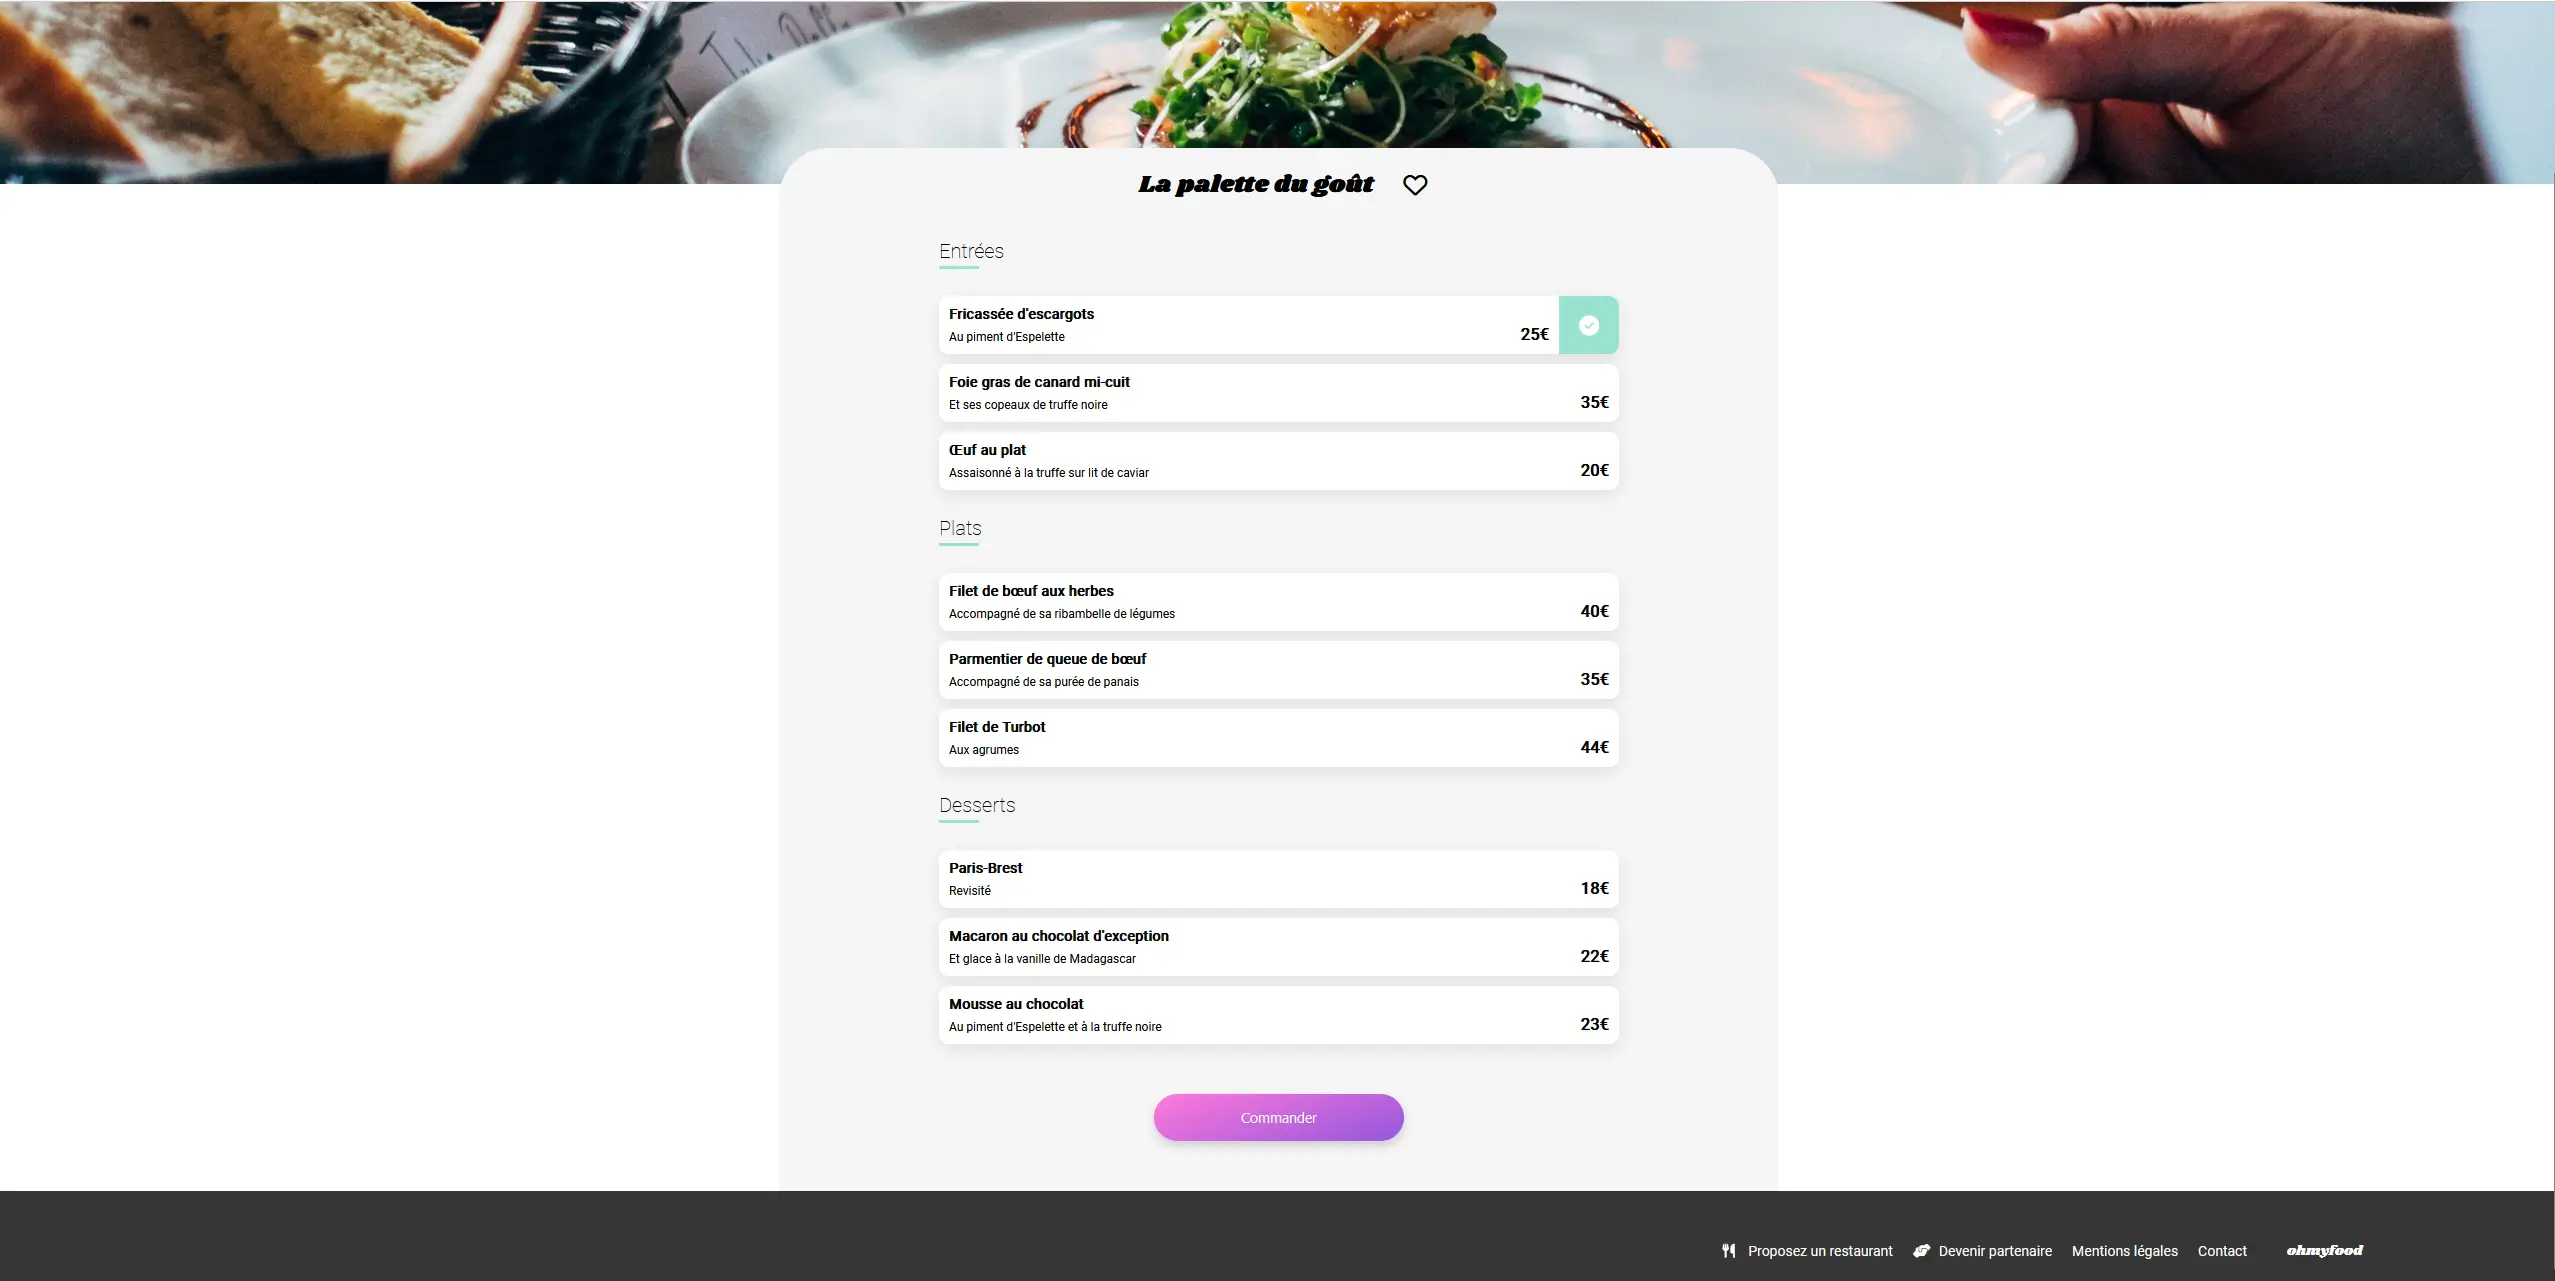 La palette du goût
Entrées
Fricassée d'escargots
Au piment d'Espelette
25€
Foie gras de canard mi-cuit
Et ses copeaux de truffe noire
35€
Œuf au plat
Assaisonné à la truffe sur lit de caviar
20€
Plats
Filet de bœuf aux herbes
Accompagné de sa ribambelle de légumes
40€
Parmentier de queue de bœuf
Accompagné de sa purée de panais
35€
Filet de Turbot
Aux agrumes
44€
Desserts
Paris-Brest
Revisité
18€
Macaron au chocolat d'exception
Et glace à la vanille de Madagascar
22€
Mousse au chocolat
Au piment d'Espelette et à la truffe noire
23€
Commander
Proposez un restaurant Devenir partenaire Mentions légales Contact ohmyfood